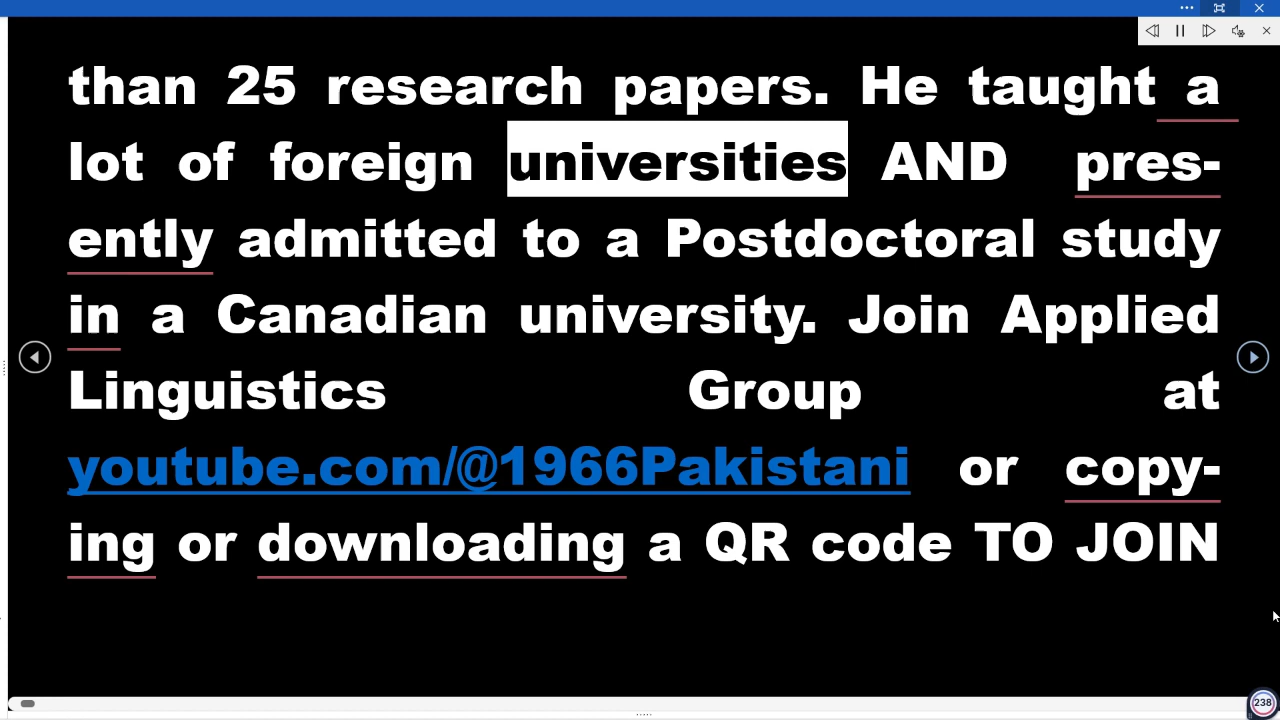 than 25 research papers. He taught a
lot of foreign universities AND pres-
ently admitted to a Postdoctoral study
in a Canadian university. Join Applied
Linguistics Group at
youtube.com/@1966Pakistani or copy-
ing or downloading a QR code TO JOIN
238